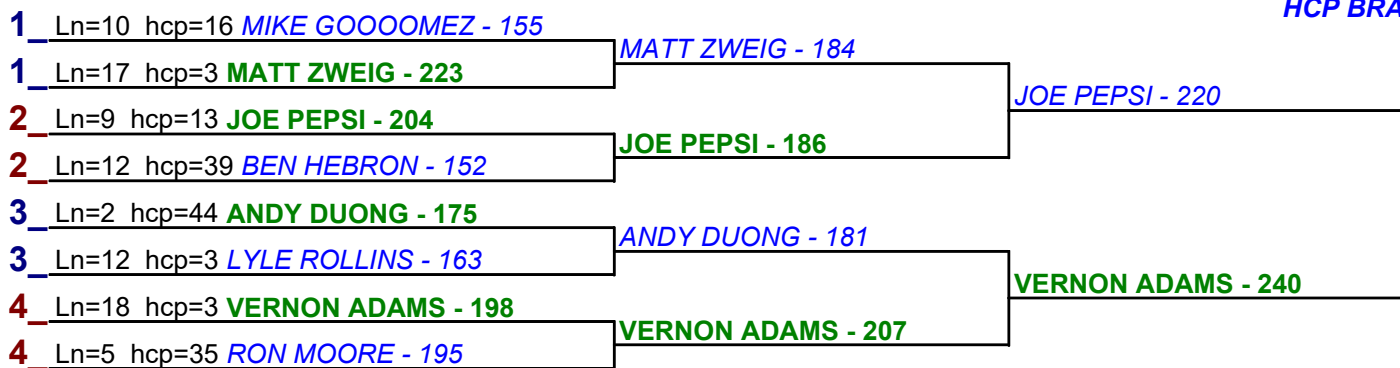 HCP BRA
1_ Ln=10 hcp=16 MIKE GOOOOMEZ - 155
MATT ZWEIG - 184
1_ Ln=17 hcp=3 MATT ZWEIG - 223
JOE PEPSI - 220
2_ Ln=9 hcp=13 JOE PEPSI - 204
JOE PEPSI - 186
2_ Ln=12 hcp=39 BEN HEBRON - 152
3_ Ln=2 hcp=44 ANDY DUONG - 175
ANDY DUONG - 181
3_ Ln=12 hcp=3 LYLE ROLLINS - 163
VERNON ADAMS - 240
4_ Ln=18 hcp=3 VERNON ADAMS - 198
VERNON ADAMS - 207
4_ Ln=5 hcp=35 RON MOORE - 195